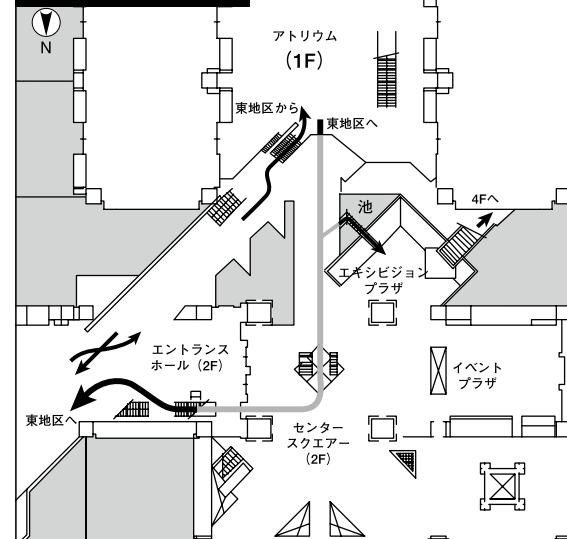 N
アトリウム
(1F)
東地区から
東地区へ
池
4Fへ
エキシビジョン
プラザ
エントランス
ホール(2F)
イベント
プラザ
東地区へ
センター
スクエアー
(2F)